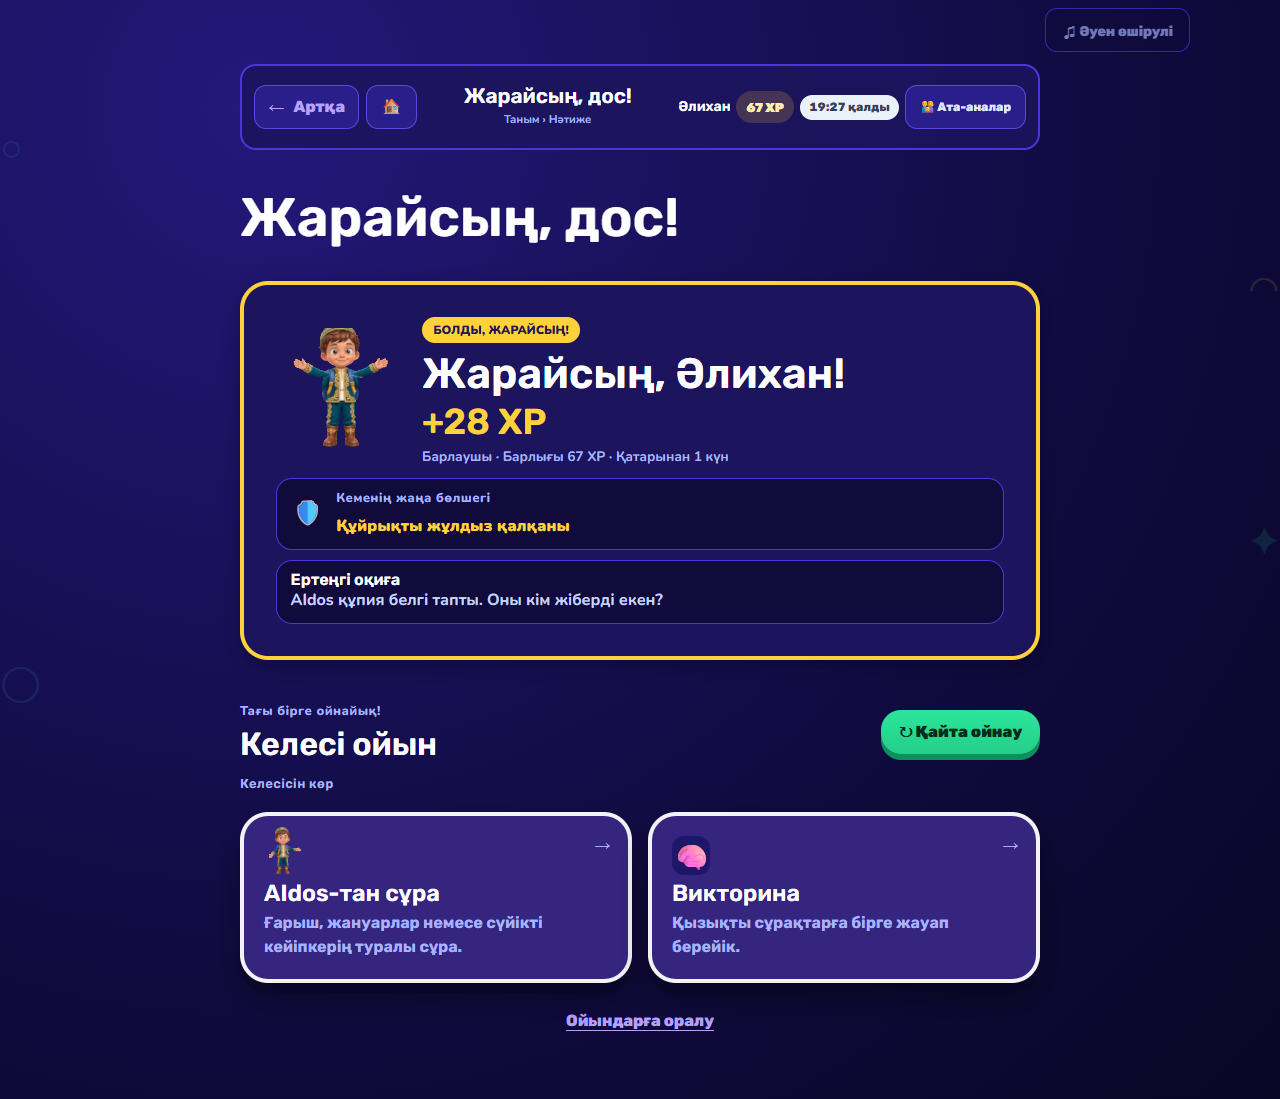 ♫ Әуен өшірулі
← Артқа
Жарайсың, дос!
Таным › Нәтиже
Әлихан
67 XP
19:27 қалды
Ата-аналар
Жарайсың, дос!
БОЛДЫ, ЖАРАЙСЫҢ!
Жарайсың, Әлихан!
+28 XP
Барлаушы · Барлығы 67 XP · Қатарынан 1 күн
Кеменің жаңа бөлшегі
Құйрықты жұлдыз қалқаны
Ертеңгі оқиға
Aldos құпия белгі тапты. Оны кім жіберді екен?
Тағы бірге ойнайық!
Келесі ойын
↻ Қайта ойнау
Келесісін көр
→
Aldos-тан сұра
Ғарыш, жануарлар немесе сүйікті
кейіпкерің туралы сұра.
→
Викторина
Қызықты сұрақтарға бірге жауап
берейік.
Ойындарға оралу